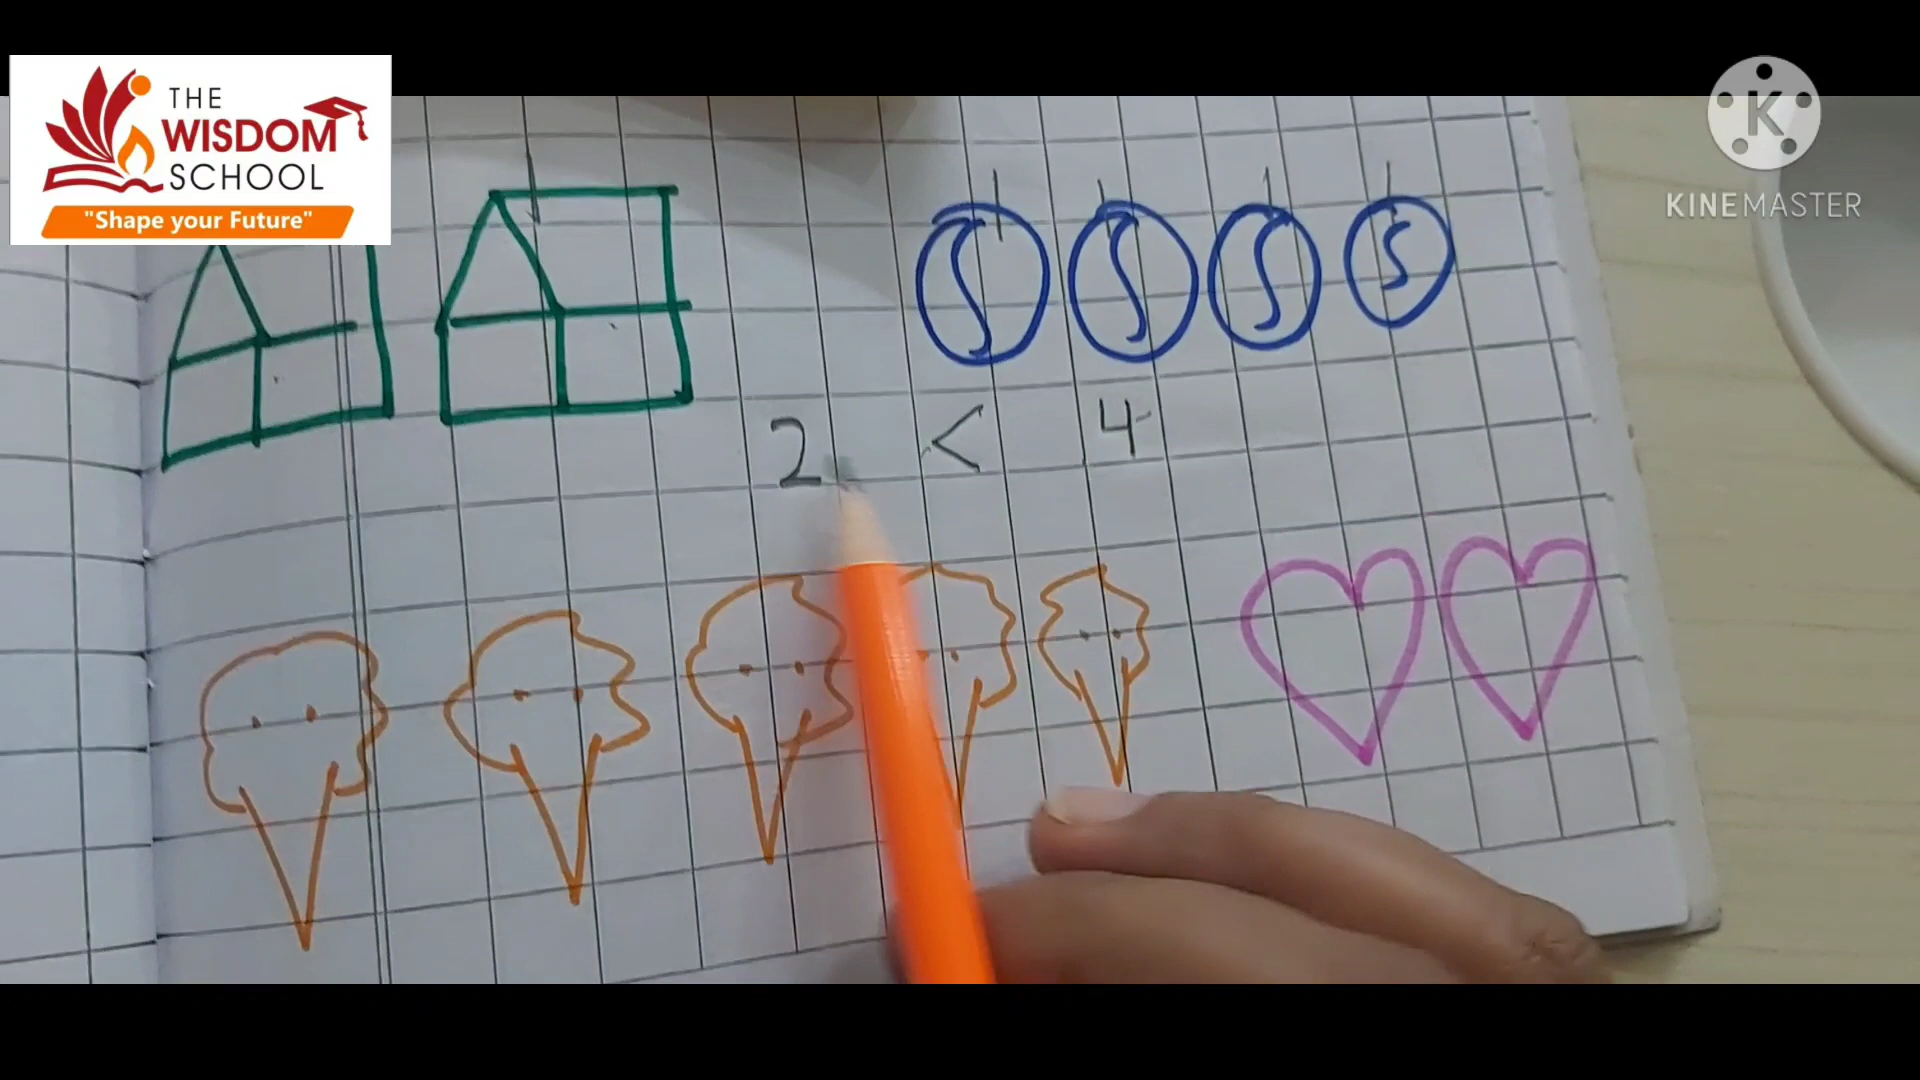 THE
WISDOM
SCHOOL
"Shape your Future"
K
KINEMASTER
S S S S
2 < 4